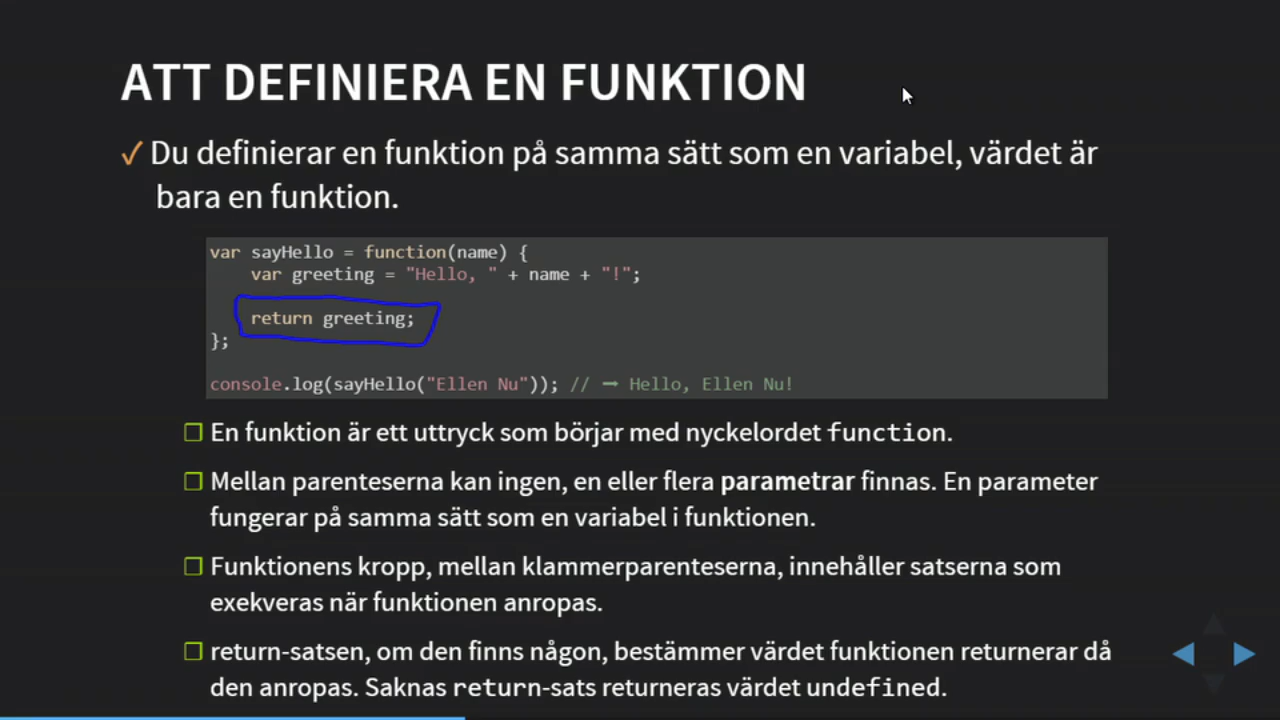 ATT DEFINIERA EN FUNKTION
✓ Du definierar en funktion på samma sätt som en variabel, värdet är
bara en funktion.
var sayHello = function(name) {
    var greeting = "Hello, " + name + "!";
    return greeting;
};
console.log(sayHello("Ellen Nu")); // ➞ Hello, Ellen Nu!
❐ En funktion är ett uttryck som börjar med nyckelordet function.
❐ Mellan parenteserna kan ingen, en eller flera parametrar finnas. En parameter
fungerar på samma sätt som en variabel i funktionen.
❐ Funktionens kropp, mellan klammerparenteserna, innehåller satserna som
exekveras när funktionen anropas.
❐ return-satsen, om den finns någon, bestämmer värdet funktionen returnerar då
den anropas. Saknas return-sats returneras värdet undefined.